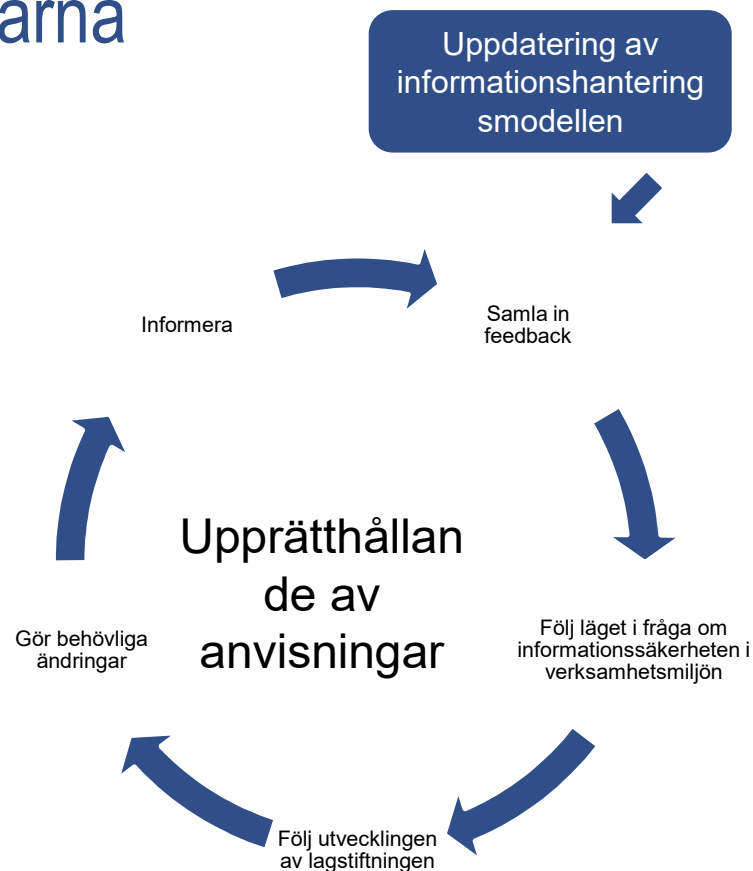 arna
Uppdatering av
informationshantering
smodellen
Informera
Samla in
feedback
Upprätthållan
de av
anvisningar
Gör behövliga
ändringar
Följ läget i fråga om
informationssäkerheten i
verksamhetsmiljön
Följ utvecklingen
av lagstiftningen